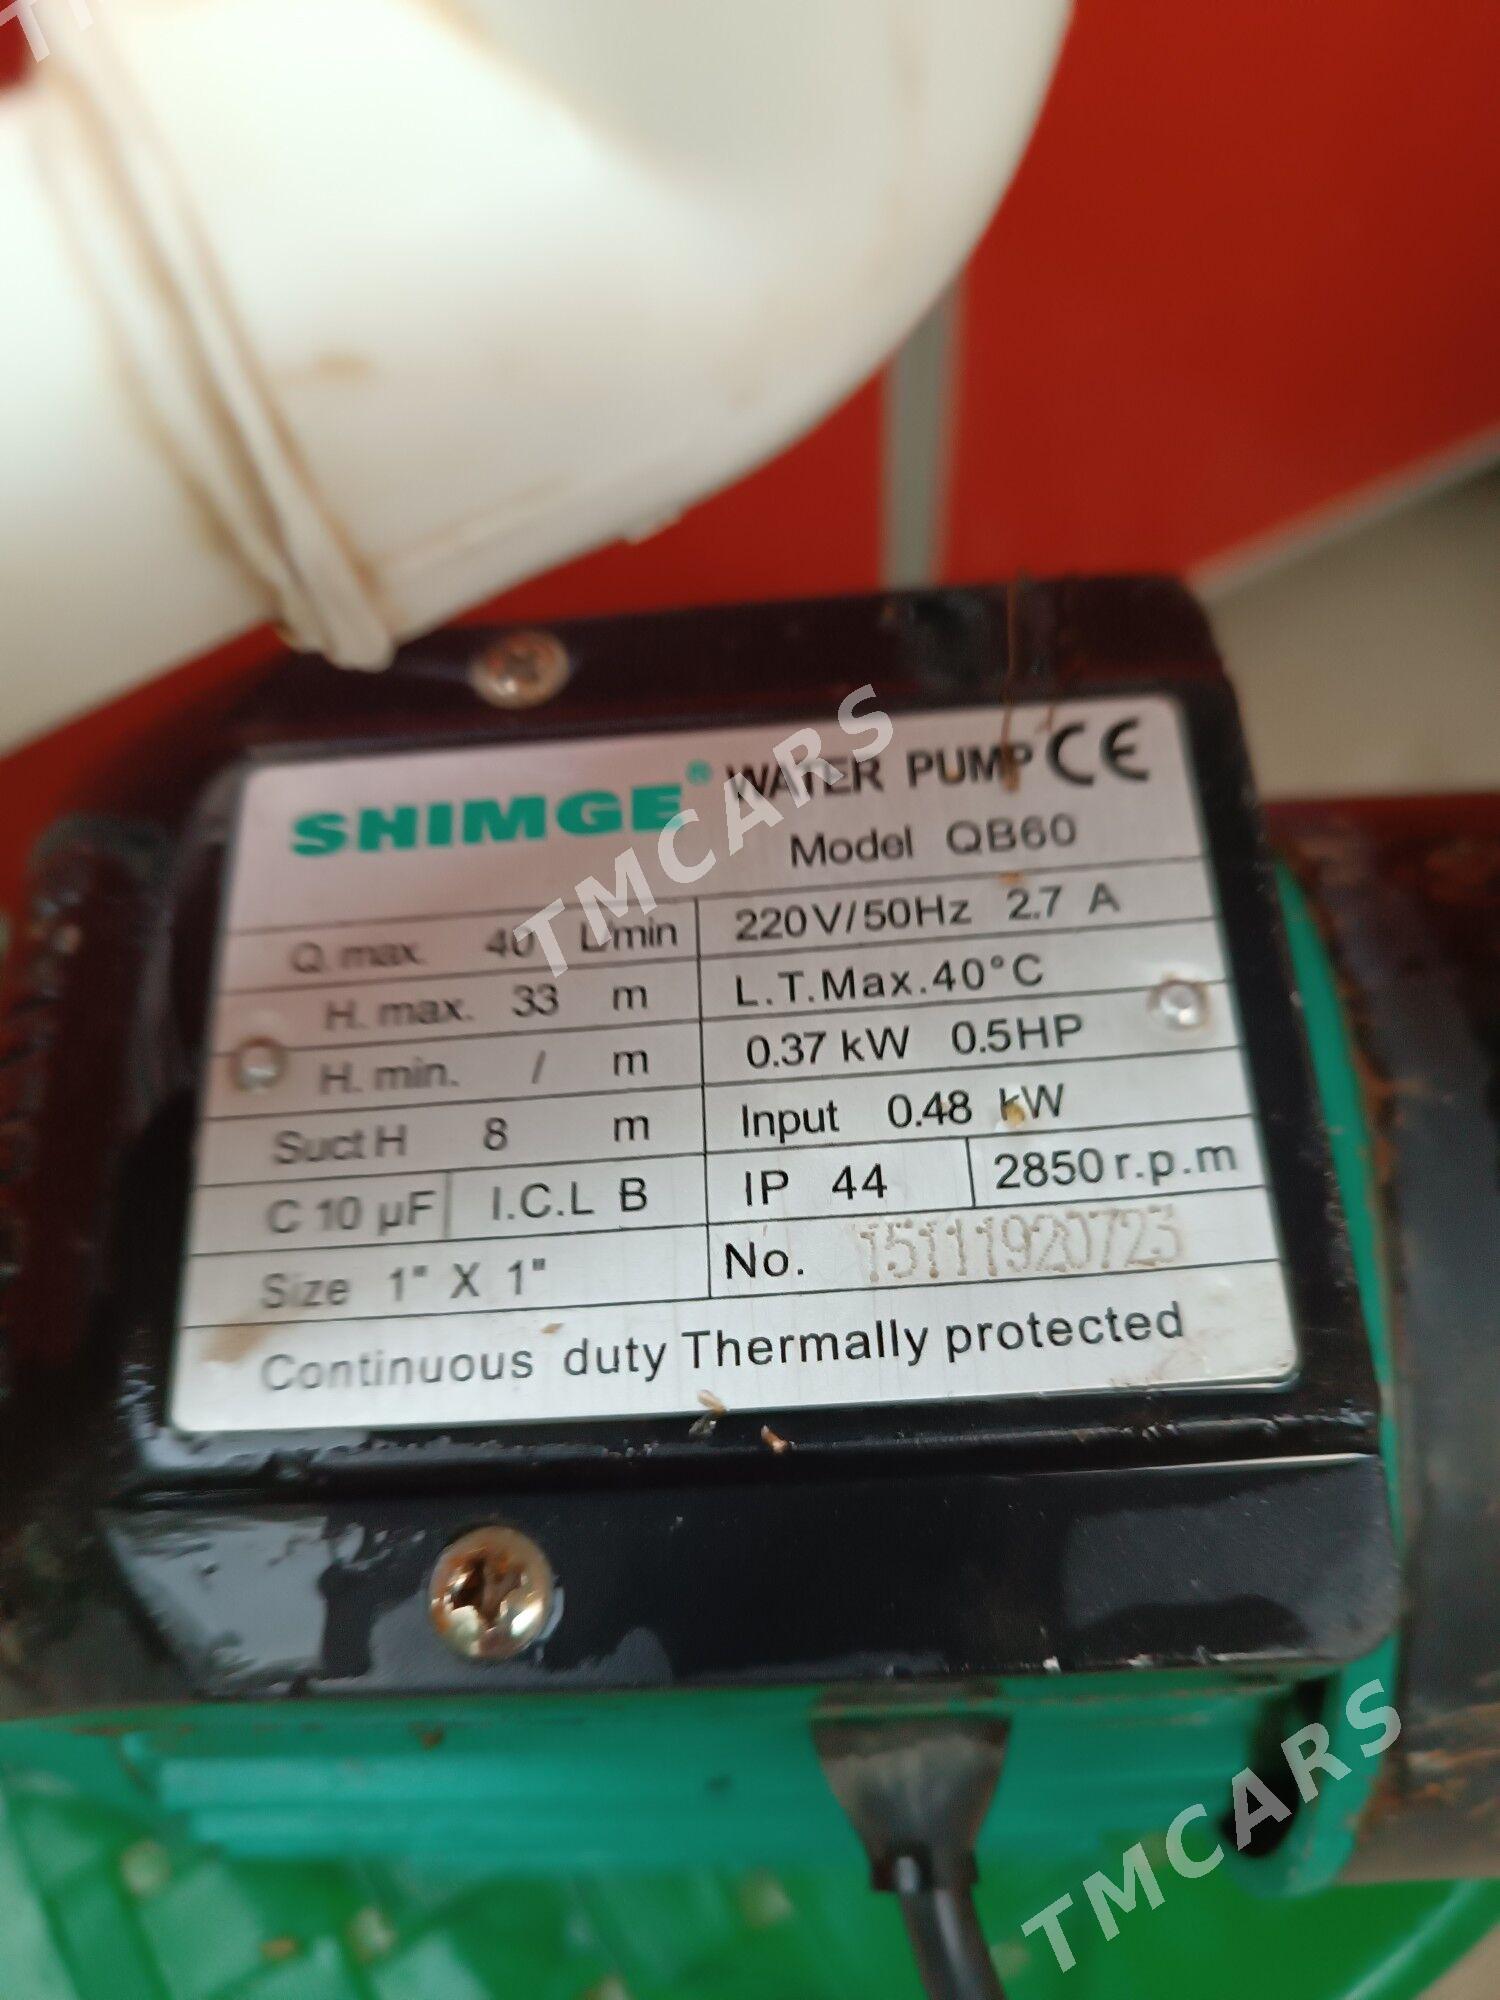 SHIMGE® WATER PUMP CE
Model QB60
Q. max. 40 L/min 220V/50Hz 2.7 A
H. max. 33 m L.T.Max.40°C
H. min. / m 0.37 kW 0.5HP
Suct H 8 m Input 0.48 kW
C 10 µF I.C.L B IP 44 2850 r.p.m
Size 1" X 1" No. 15111920723
Continuous duty Thermally protected
TMCARS
TMCARS